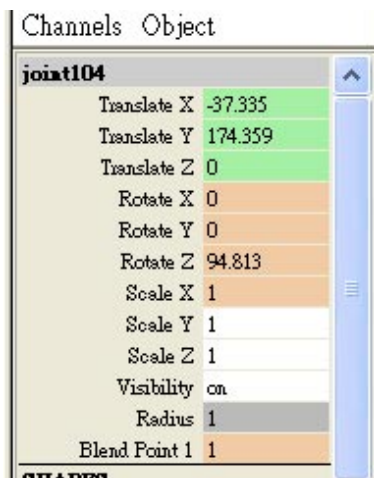 Channels Object
joint104
Translate X -37.335
Translate Y 174.359
Translate Z 0
Rotate X 0
Rotate Y 0
Rotate Z 94.813
Scale X 1
Scale Y 1
Scale Z 1
Visibility on
Radius 1
Blend Point 1 1
SHAPES